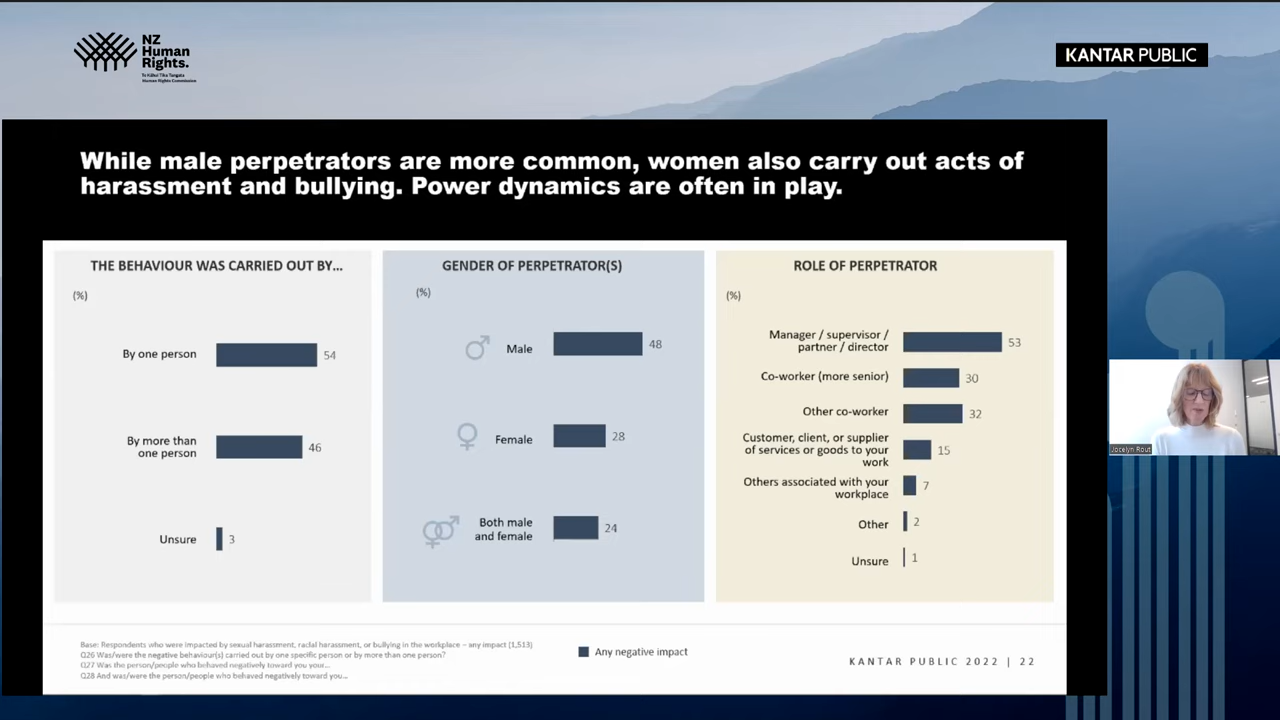 NZ
Human
Rights.
Te Kāhui Tika Tangata
Human Rights Commission
KANTAR PUBLIC
While male perpetrators are more common, women also carry out acts of
harassment and bullying. Power dynamics are often in play.
THE BEHAVIOUR WAS CARRIED OUT BY...
(%)
By one person
54
By more than
one person
46
Unsure
3
GENDER OF PERPETRATOR(S)
(%)
Male
48
Female
28
Both male
and female
24
ROLE OF PERPETRATOR
(%)
Manager / supervisor /
partner / director
53
Co-worker (more senior)
30
Other co-worker
32
Customer, client, or supplier
of services or goods to your
work
15
Others associated with your
workplace
7
Other
2
Unsure
1
Jocelyn Rout
Base: Respondents who were impacted by sexual harassment, racial harassment, or bullying in the workplace – any impact (1,513)
Q26 Was/were the negative behaviour(s) carried out by one specific person or by more than one person?
Q27 Was the person/people who behaved negatively toward you your...
Q28 And was/were the person/people who behaved negatively toward you...
Any negative impact
KANTAR PUBLIC 2022 | 22